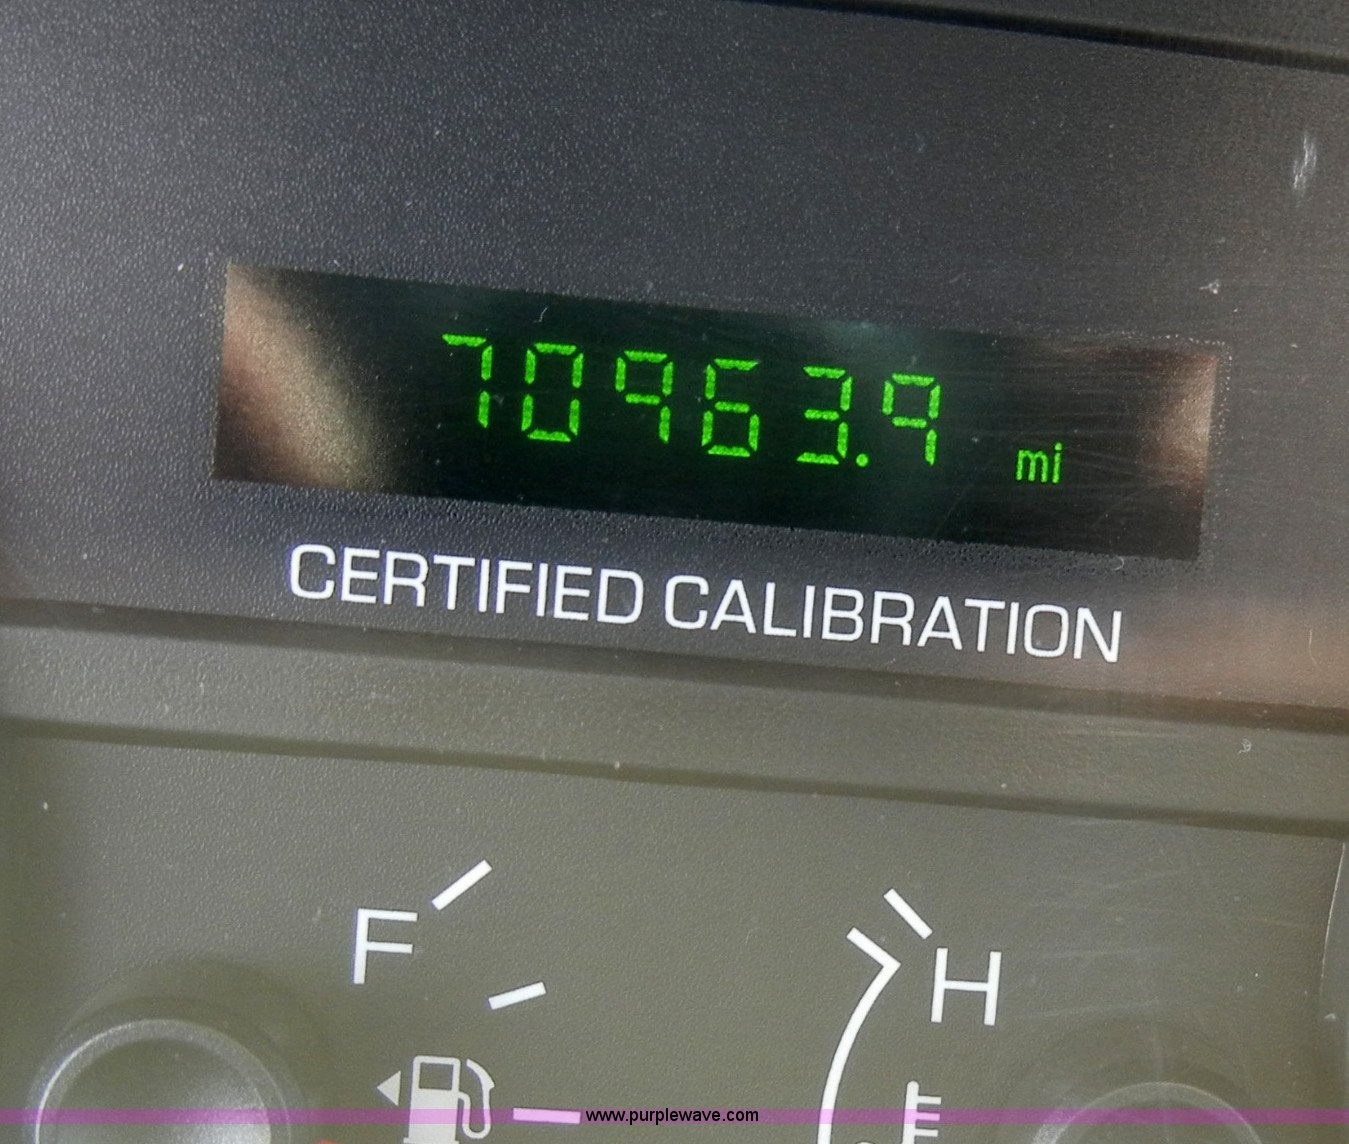 70963.9 mi
CERTIFIED CALIBRATION
F
H
www.purplewave.com